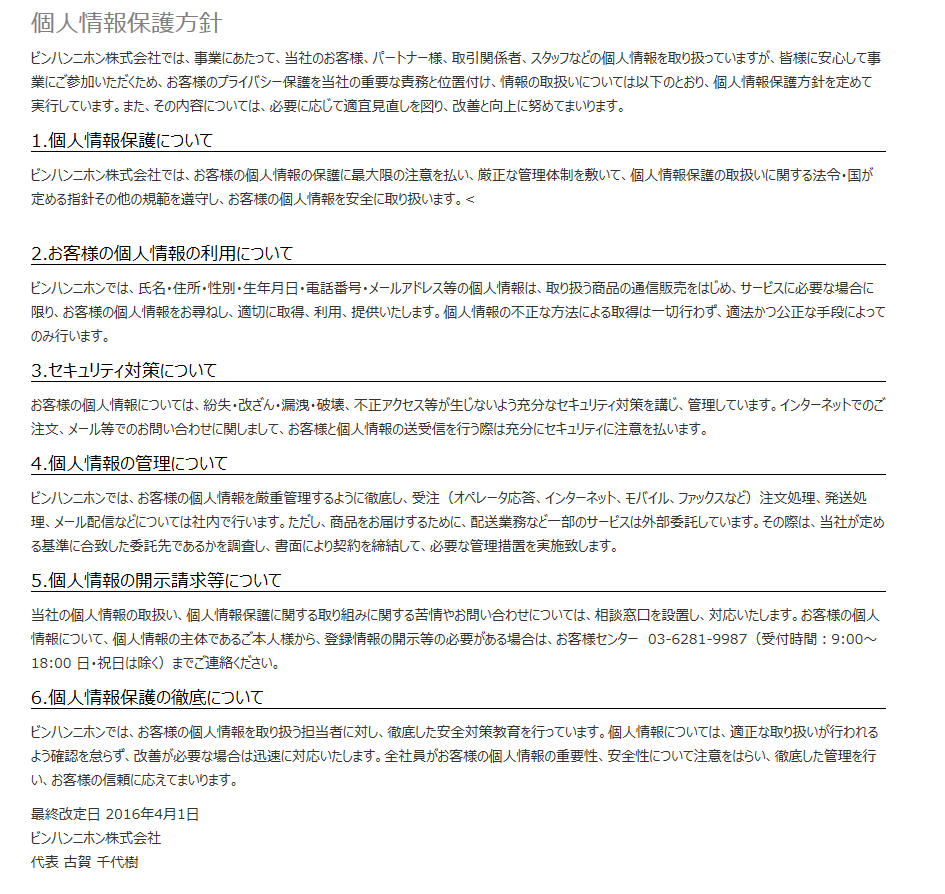 個人情報保護方針
ビンハンニホン株式会社では、事業にあたって、当社のお客様、パートナー様、取引関係者、スタッフなどの個人情報を取り扱っていますが、皆様に安心して事
業にご参加いただくため、お客様のプライバシー保護を当社の重要な責務と位置付け、情報の取扱いについては以下のとおり、個人情報保護方針を定めて
実行しています。また、その内容については、必要に応じて適宜見直しを図り、改善と向上に努めてまいります。
1.個人情報保護について
ビンハンニホン株式会社では、お客様の個人情報の保護に最大限の注意を払い、厳正な管理体制を敷いて、個人情報保護の取扱いに関する法令・国が
定める指針その他の規範を遵守し、お客様の個人情報を安全に取り扱います。<
2.お客様の個人情報の利用について
ビンハンニホンでは、氏名・住所・性別・生年月日・電話番号・メールアドレス等の個人情報は、取り扱う商品の通信販売をはじめ、サービスに必要な場合に
限り、お客様の個人情報をお尋ねし、適切に取得、利用、提供いたします。個人情報の不正な方法による取得は一切行わず、適法かつ公正な手段によって
のみ行います。
3.セキュリティ対策について
お客様の個人情報については、紛失・改ざん・漏洩・破壊、不正アクセス等が生じないよう充分なセキュリティ対策を講じ、管理しています。インターネットでのご
注文、メール等でのお問い合わせに関しまして、お客様と個人情報の送受信を行う際は充分にセキュリティに注意を払います。
4.個人情報の管理について
ビンハンニホンでは、お客様の個人情報を厳重管理するように徹底し、受注（オペレータ応答、インターネット、モバイル、ファックスなど）注文処理、発送処
理、メール配信などについては社内で行います。ただし、商品をお届けするために、配送業務など一部のサービスは外部委託しています。その際は、当社が定め
る基準に合致した委託先であるかを調査し、書面により契約を締結して、必要な管理措置を実施致します。
5.個人情報の開示請求等について
当社の個人情報の取扱い、個人情報保護に関する取り組みに関する苦情やお問い合わせについては、相談窓口を設置し、対応いたします。お客様の個人
情報について、個人情報の主体であるご本人様から、登録情報の開示等の必要がある場合は、お客様センター 03-6281-9987（受付時間：9:00～
18:00 日・祝日は除く）までご連絡ください。
6.個人情報保護の徹底について
ビンハンニホンでは、お客様の個人情報を取り扱う担当者に対し、徹底した安全対策教育を行っています。個人情報については、適正な取り扱いが行われる
よう確認を怠らず、改善が必要な場合は迅速に対応いたします。全社員がお客様の個人情報の重要性、安全性について注意をはらい、徹底した管理を行
い、お客様の信頼に応えてまいります。
最終改定日 2016年4月1日
ビンハンニホン株式会社
代表 古賀 千代樹